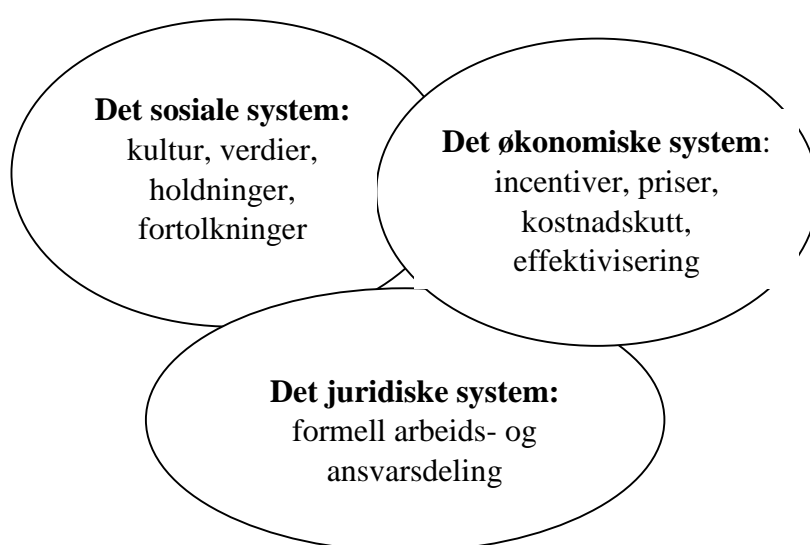 Det sosiale system:
kultur, verdier,
holdninger,
fortolkninger
Det økonomiske system:
incentiver, priser,
kostnadskutt,
effektivisering
Det juridiske system:
formell arbeids- og
ansvarsdeling